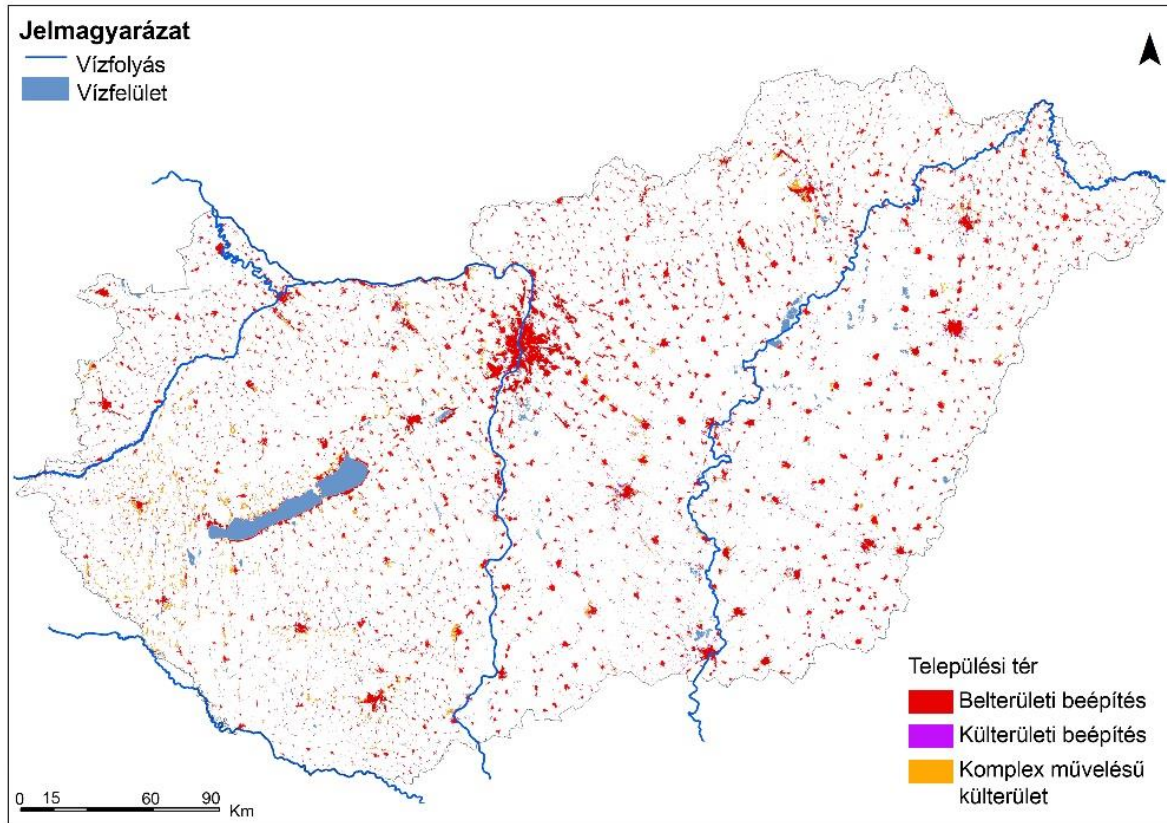 Jelmagyarázat
Vízfolyás
Vízfelület
Települési tér
Belterületi beépítés
Külterületi beépítés
Komplex művelésű
külterület
0 15 60 90
Km